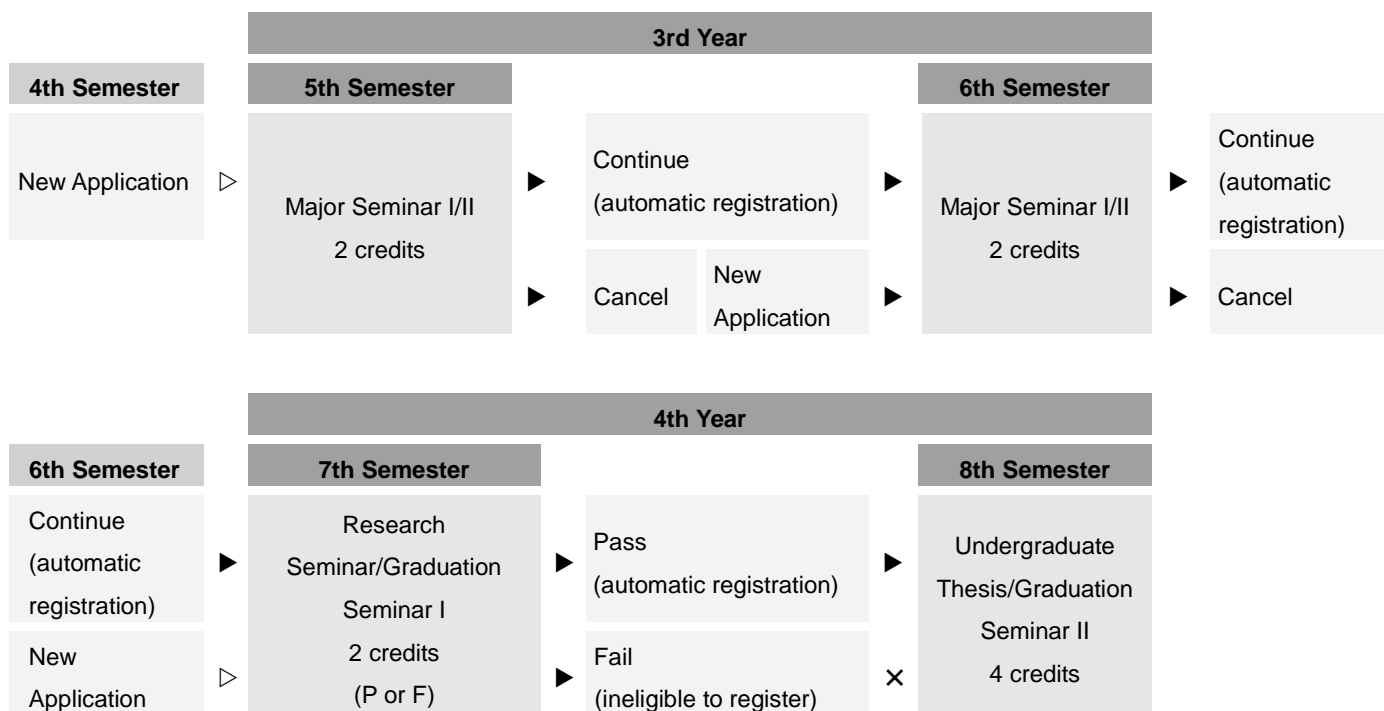 3rd Year
4th Semester
5th Semester
6th Semester
New Application
Major Seminar I/II
2 credits
Continue
(automatic registration)
Cancel
New
Application
Major Seminar I/II
2 credits
Continue
(automatic
registration)
Cancel
4th Year
6th Semester
7th Semester
8th Semester
Continue
(automatic
registration)
New
Application
Research
Seminar/Graduation
Seminar I
2 credits
(P or F)
Pass
(automatic registration)
Fail
(ineligible to register)
Undergraduate
Thesis/Graduation
Seminar II
4 credits